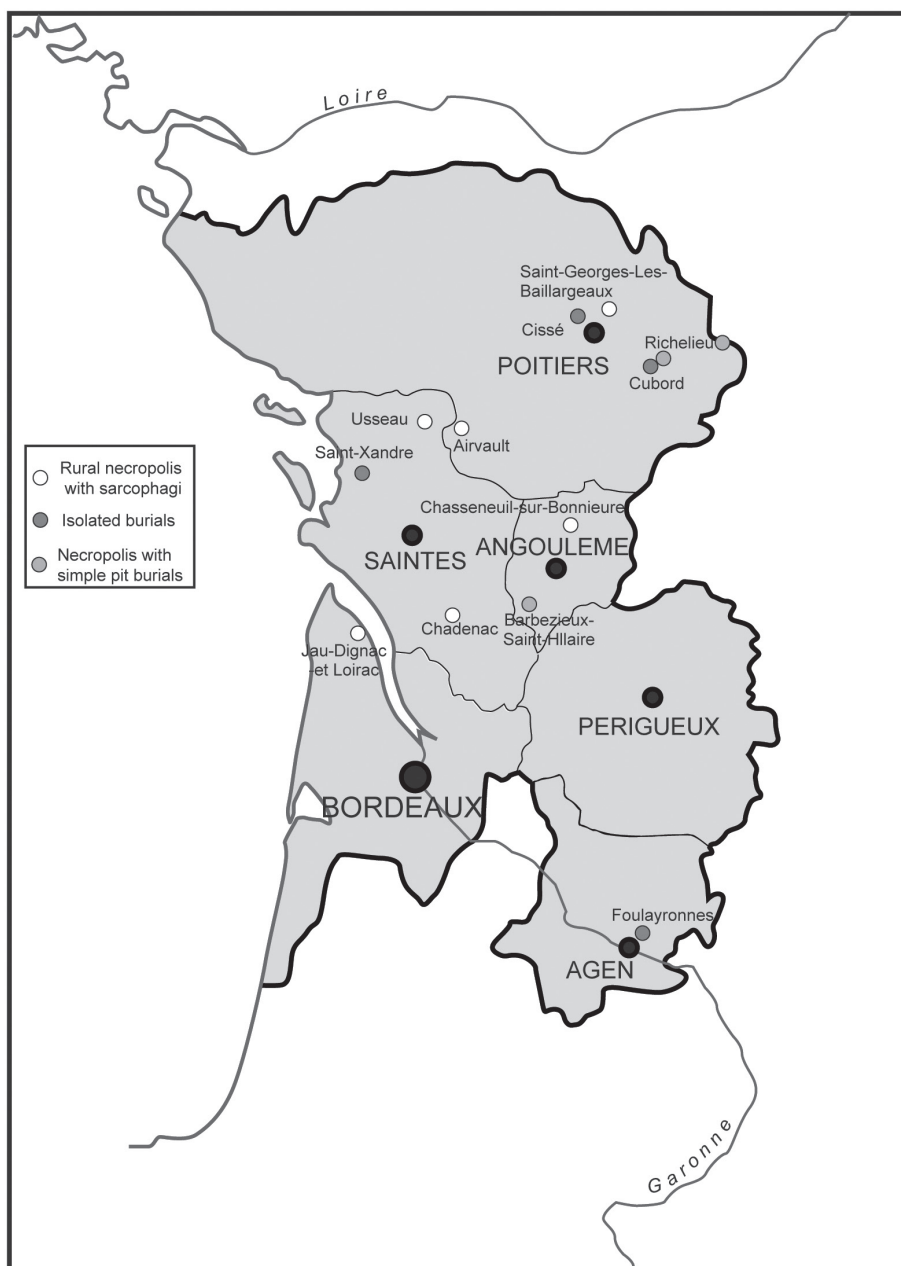 Loire
Saint-Georges-Les-
Baillargeaux
Cissé
POITIERS
Richelieu
Cubord
Usseau
Airvault
Saint-Xandre
Rural necropolis
with sarcophagi
Isolated burials
Necropolis with
simple pit burials
Chasseneuil-sur-Bonnieure
SAINTES
ANGOULEME
Chadenac
Barbezieux-
Saint-HIlaire
Jau-Dignac
-et Loirac
PERIGUEUX
BORDEAUX
Foulayronnes
AGEN
Garonne